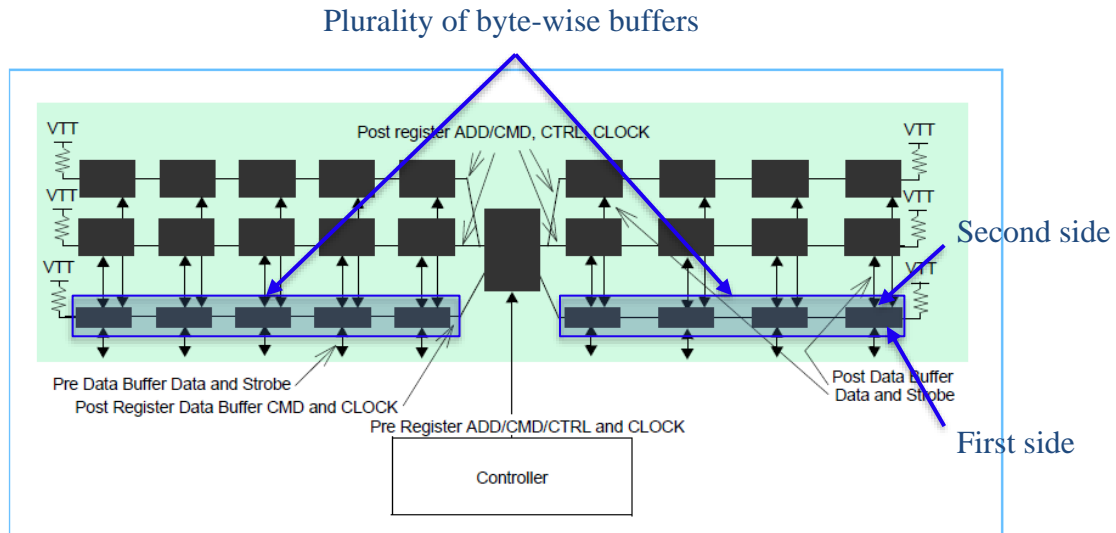 Plurality of byte-wise buffers
VTT
Post register ADD/CMD, CTRL, CLOCK
VTT
VTT
VTT
Second side
VTT
VTT
Pre Data Buffer Data and Strobe
Post Data Buffer
Data and Strobe
Post Register Data Buffer CMD and CLOCK
Pre Register ADD/CMD/CTRL and CLOCK
First side
Controller